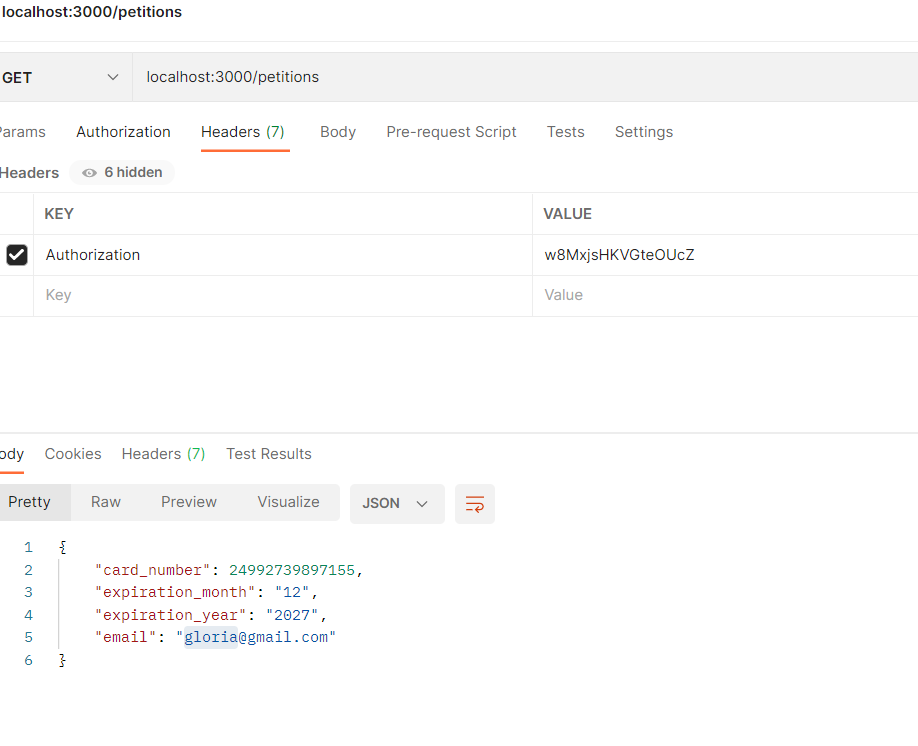 localhost:3000/petitions
GET localhost:3000/petitions
Params Authorization Headers (7) Body Pre-request Script Tests Settings
Headers 6 hidden
KEY VALUE
Authorization w8MxjsHKVGteOUcZ
Key Value
ody Cookies Headers (7) Test Results
Pretty Raw Preview Visualize JSON
1 {
2 "card_number": 24992739897155,
3 "expiration_month": "12",
4 "expiration_year": "2027",
5 "email": "gloria@gmail.com"
6 }